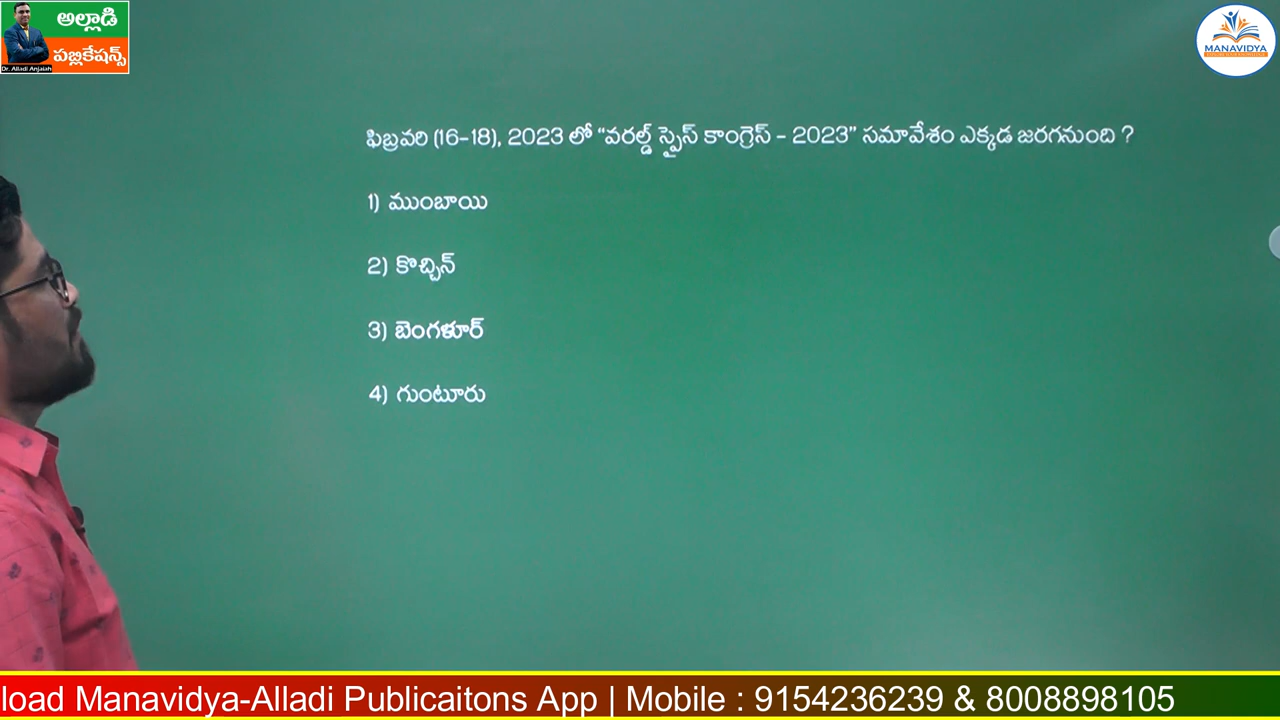 అల్లాడి
పబ్లికేషన్స్
Dr. Alladi Anjaiah
MANAVIDYA
ఫిబ్రవరి (16-18), 2023 లో “వరల్డ్ స్పైస్ కాంగ్రెస్ - 2023” సమావేశం ఎక్కడ జరగనుంది ?
1) ముంబాయి
2) కొచ్చిన్
3) బెంగళూర్
4) గుంటూరు
load Manavidya-Alladi Publicaitons App | Mobile : 9154236239 & 8008898105